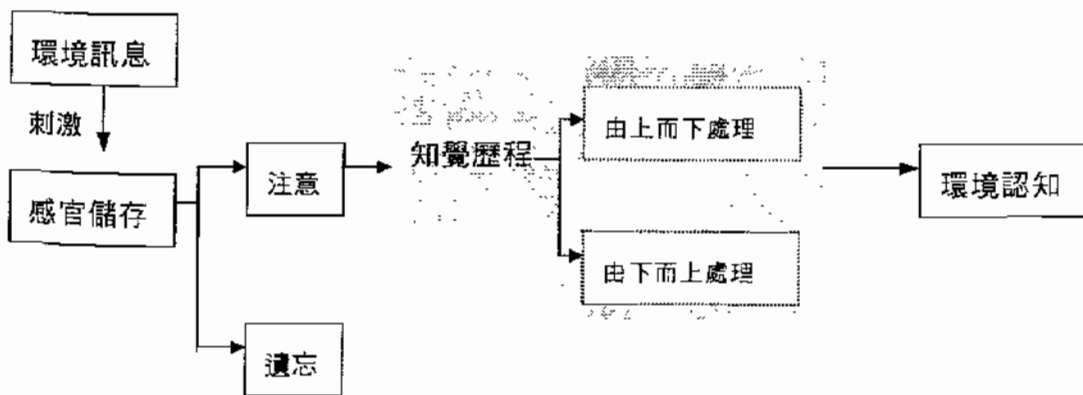 環境訊息
刺激
感官儲存
注意
遺忘
知覺歷程
由上而下處理
由下而上處理
環境認知